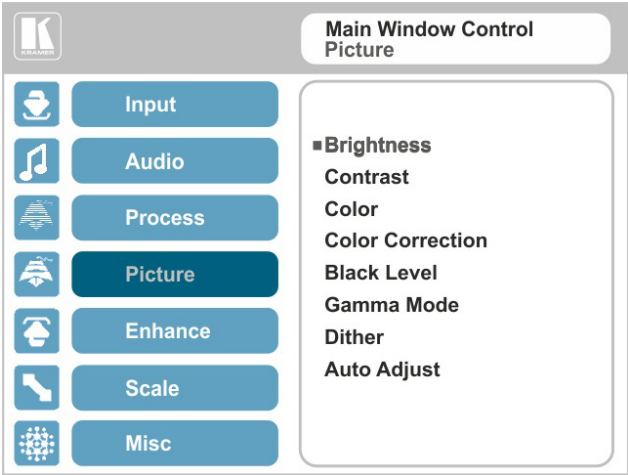 KRAMER
Main Window Control
Picture
Input
Audio
Process
Picture
Enhance
Scale
Misc
Brightness
Contrast
Color
Color Correction
Black Level
Gamma Mode
Dither
Auto Adjust